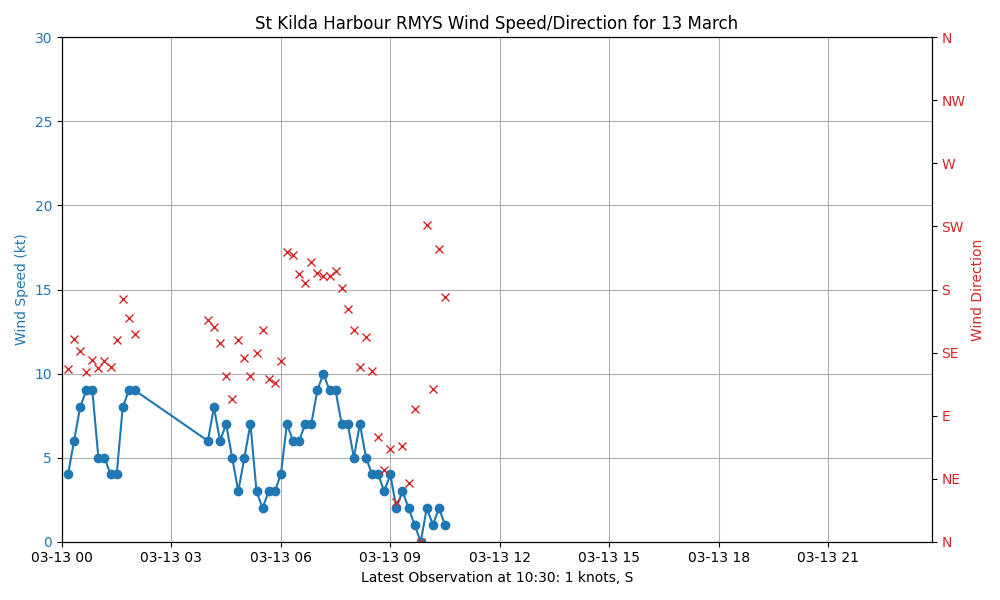 St Kilda Harbour RMYS Wind Speed/Direction for 13 March
30
25
20
15
10
5
0
Wind Speed (kt)
N
NW
W
SW
S
SE
E
NE
N
Wind Direction
03-13 00
03-13 03
03-13 06
03-13 09
03-13 12
03-13 15
03-13 18
03-13 21
Latest Observation at 10:30: 1 knots, S